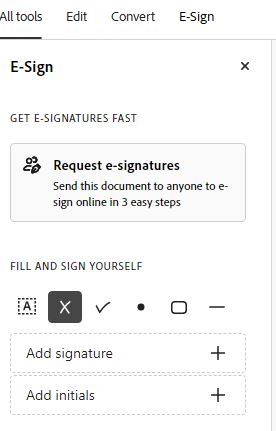 All tools Edit Convert E-Sign
E-Sign
GET E-SIGNATURES FAST
Request e-signatures
Send this document to anyone to e-
sign online in 3 easy steps
FILL AND SIGN YOURSELF
A
Add signature
Add initials